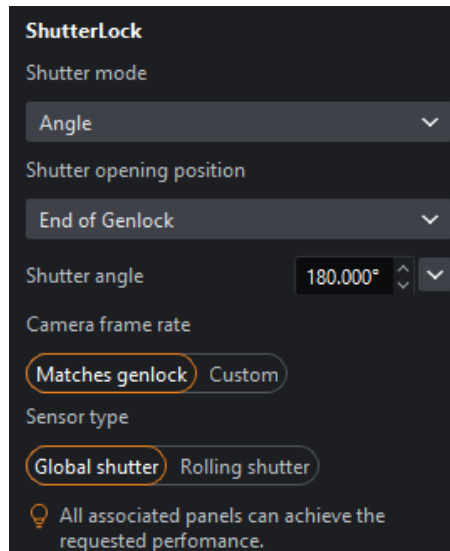 ShutterLock
Shutter mode
Angle
Shutter opening position
End of Genlock
Shutter angle 180.000°
Camera frame rate
Matches genlock Custom
Sensor type
Global shutter Rolling shutter
All associated panels can achieve the
requested perfomance.